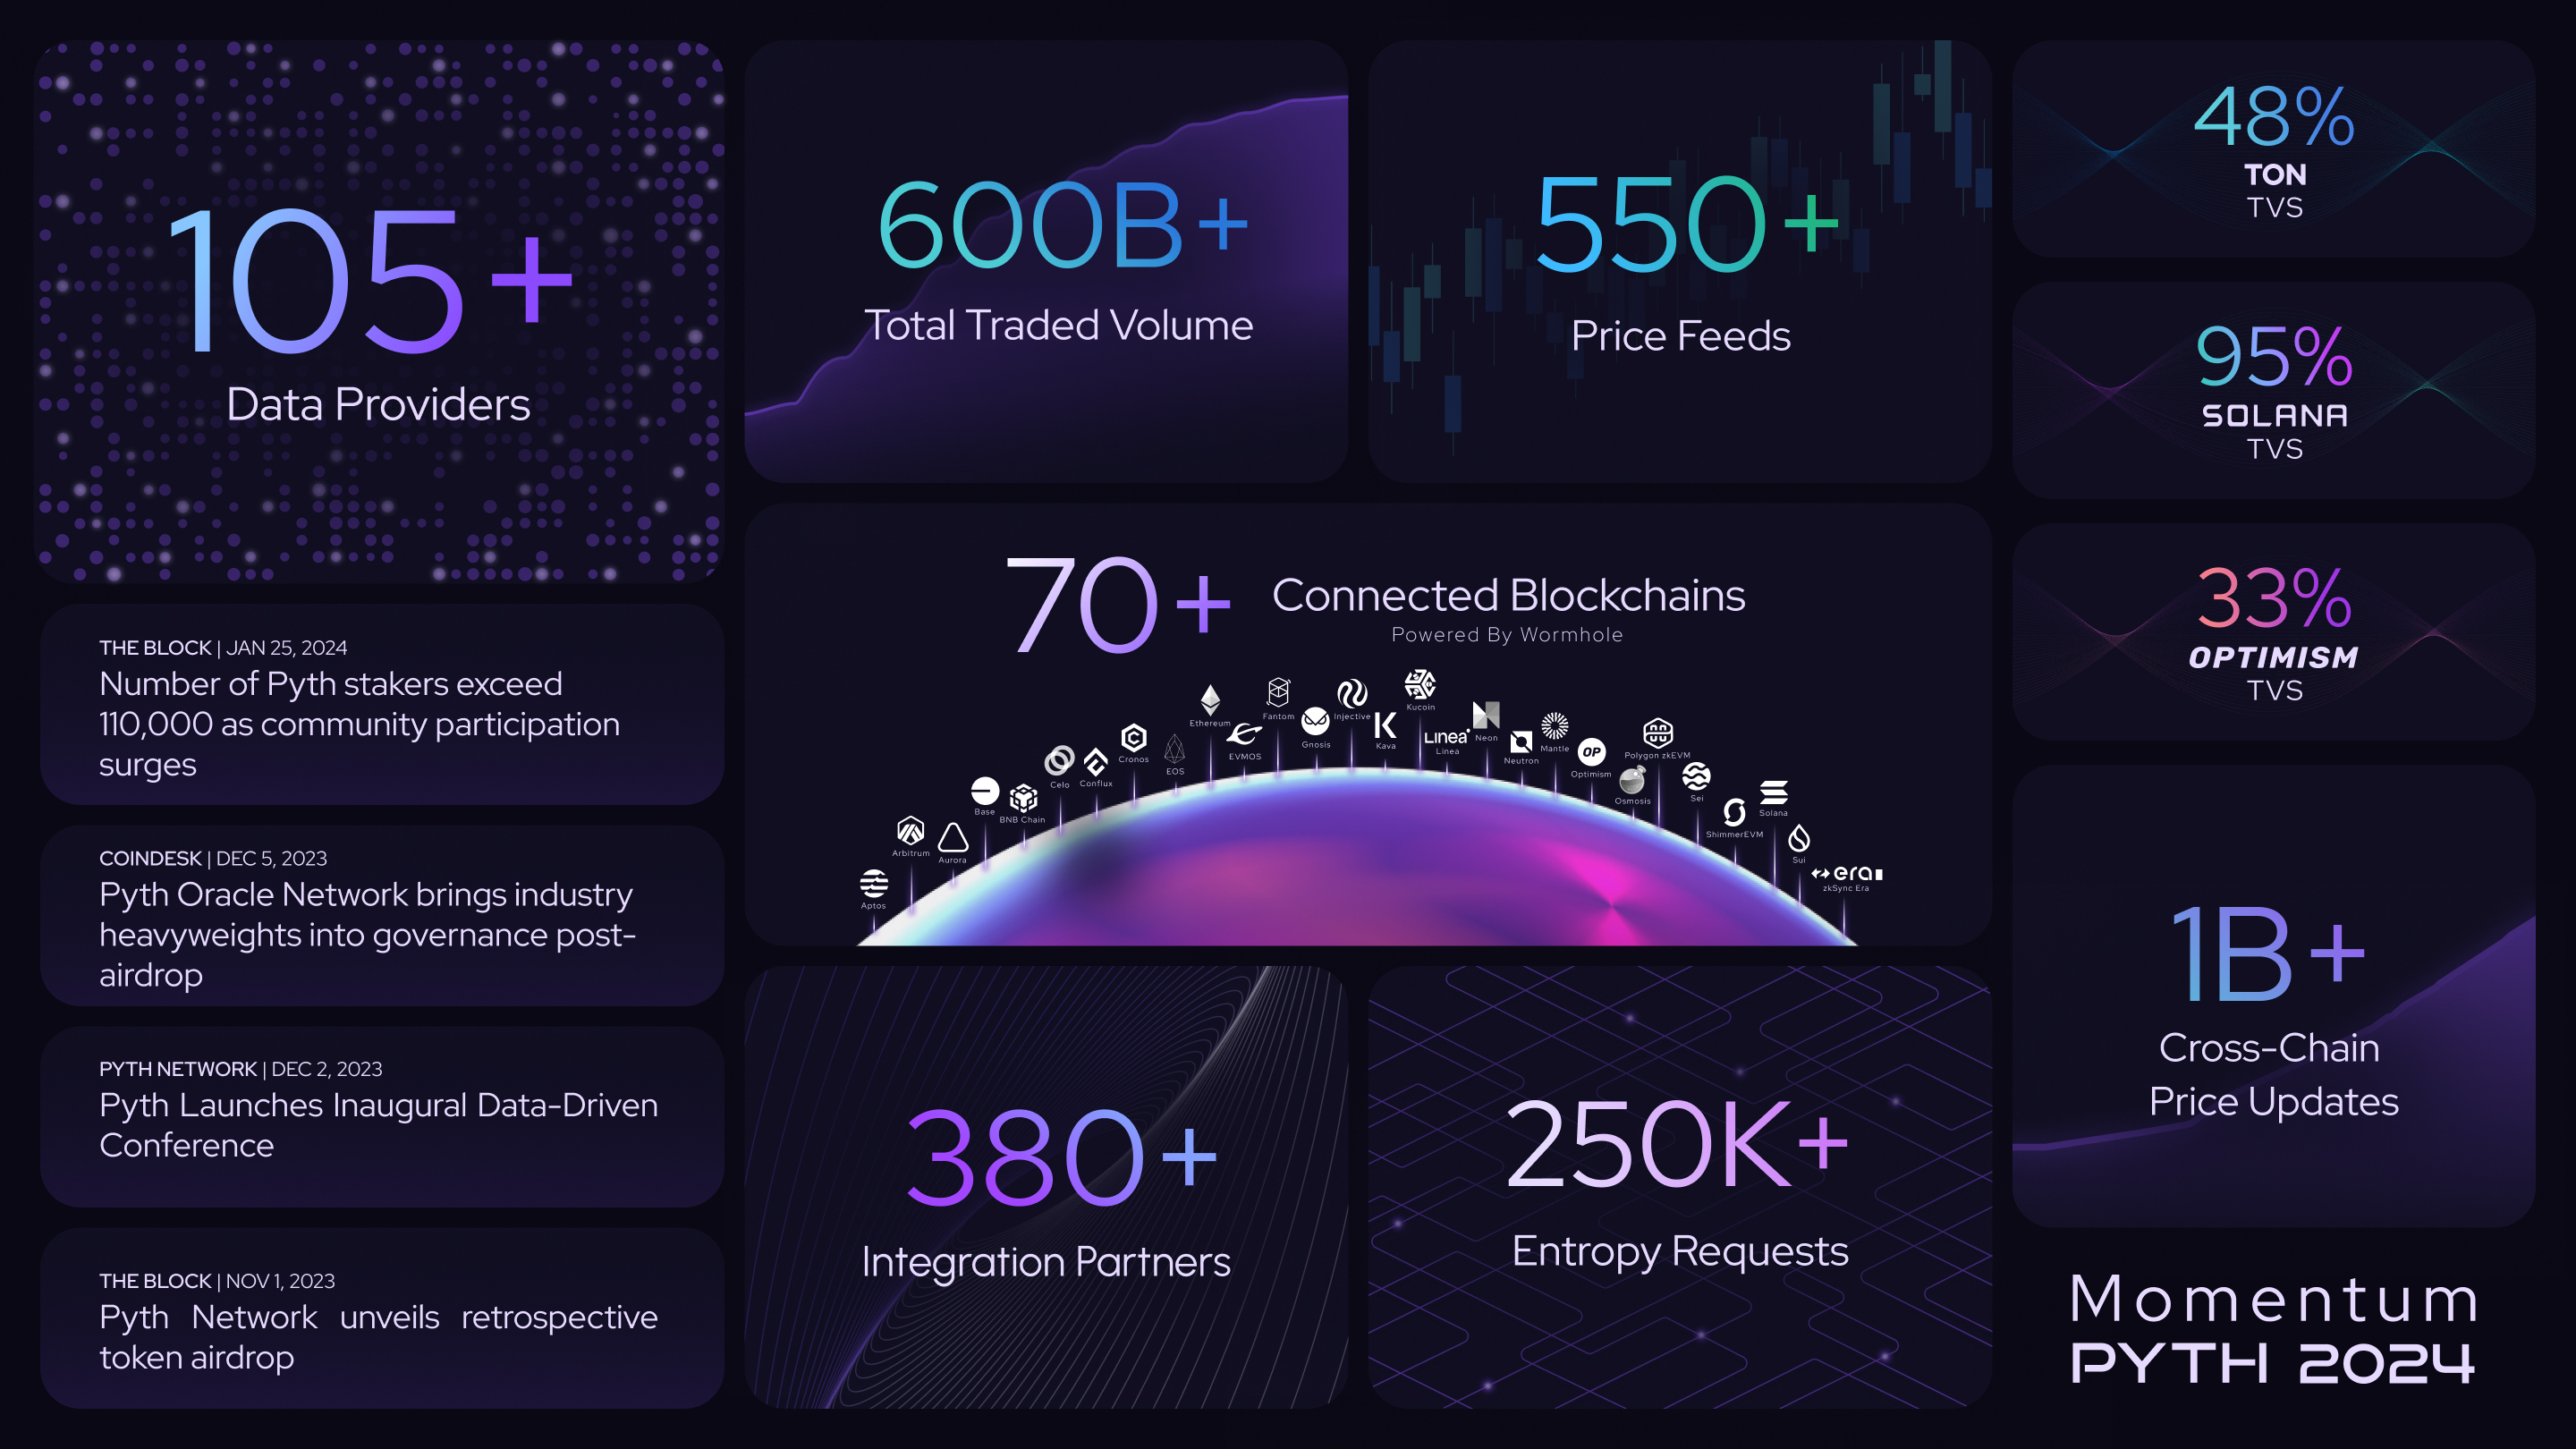 105+
Data Providers
THE BLOCK | JAN 25, 2024
Number of Pyth stakers exceed
110,000 as community participation
surges
COINDESK | DEC 5, 2023
Pyth Oracle Network brings industry
heavyweights into governance post-
airdrop
PYTH NETWORK | DEC 2, 2023
Pyth Launches Inaugural Data-Driven
Conference
THE BLOCK | NOV 1, 2023
Pyth Network unveils retrospective
token airdrop
600B+
Total Traded Volume
550+
Price Feeds
70+
Connected Blockchains
Powered By Wormhole
Aptos
Arbitrum
Aurora
Base
BNB Chain
Celo
Conflux
Cronos
EOS
Ethereum
EVMOS
Fantom
Gnosis
Injective
Kava
Kucoin
Linea
Linea
Neon
Neutron
Mantle
OP
Optimism
Osmosis
Polygon zkEVM
Sei
ShimmerEVM
Solana
Sui
era
zkSync Era
380+
Integration Partners
250K+
Entropy Requests
48%
TON
TVS
95%
SOLANA
TVS
33%
OPTIMISM
TVS
1B+
Cross-Chain
Price Updates
Momentum
PYTH 2024